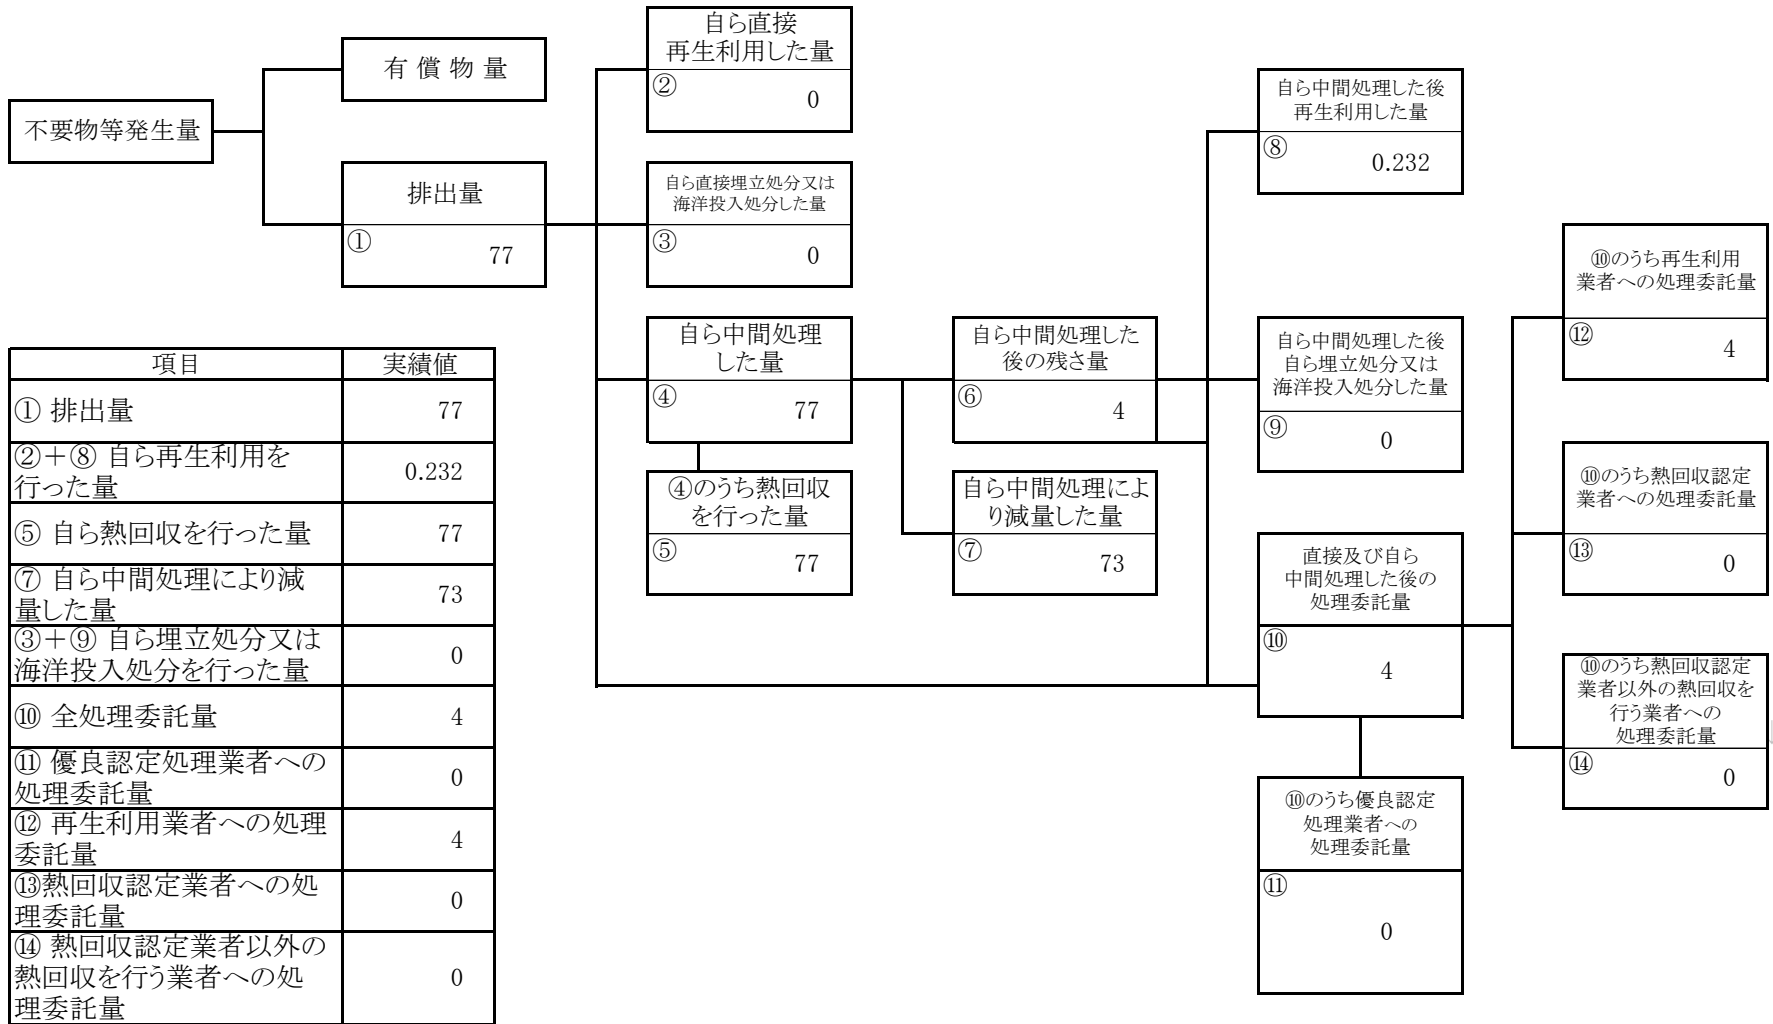 不要物等発生量
有 償 物 量
排出量
① 77
自ら直接
再生利用した量
② 0
自ら直接埋立処分又は
海洋投入処分した量
③ 0
自ら中間処理
した量
④ 77
④のうち熱回収
を行った量
⑤ 77
自ら中間処理した
後の残さ量
⑥ 4
自ら中間処理によ
り減量した量
⑦ 73
自ら中間処理した後
再生利用した量
⑧ 0.232
自ら中間処理した後
自ら埋立処分又は
海洋投入処分した量
⑨ 0
直接及び自ら
中間処理した後の
処理委託量
⑩ 4
⑩のうち優良認定
処理業者への
処理委託量
⑪ 0
⑩のうち再生利用
業者への処理委託量
⑫ 4
⑩のうち熱回収認定
業者への処理委託量
⑬ 0
⑩のうち熱回収認定
業者以外の熱回収を
行う業者への
処理委託量
⑭ 0
項目 実績値
① 排出量 77
②＋⑧ 自ら再生利用を
行った量 0.232
⑤ 自ら熱回収を行った量 77
⑦ 自ら中間処理により減
量した量 73
③＋⑨ 自ら埋立処分又は
海洋投入処分を行った量 0
⑩ 全処理委託量 4
⑪ 優良認定処理業者への
処理委託量 0
⑫ 再生利用業者への処理
委託量 4
⑬熱回収認定業者への処
理委託量 0
⑭ 熱回収認定業者以外の
熱回収を行う業者への処
理委託量 0